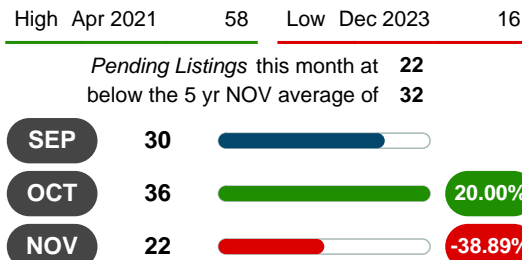 High Apr 2021 58 Low Dec 2023 16
Pending Listings this month at 22
below the 5 yr NOV average of 32
SEP 30
OCT 36 20.00%
NOV 22 -38.89%